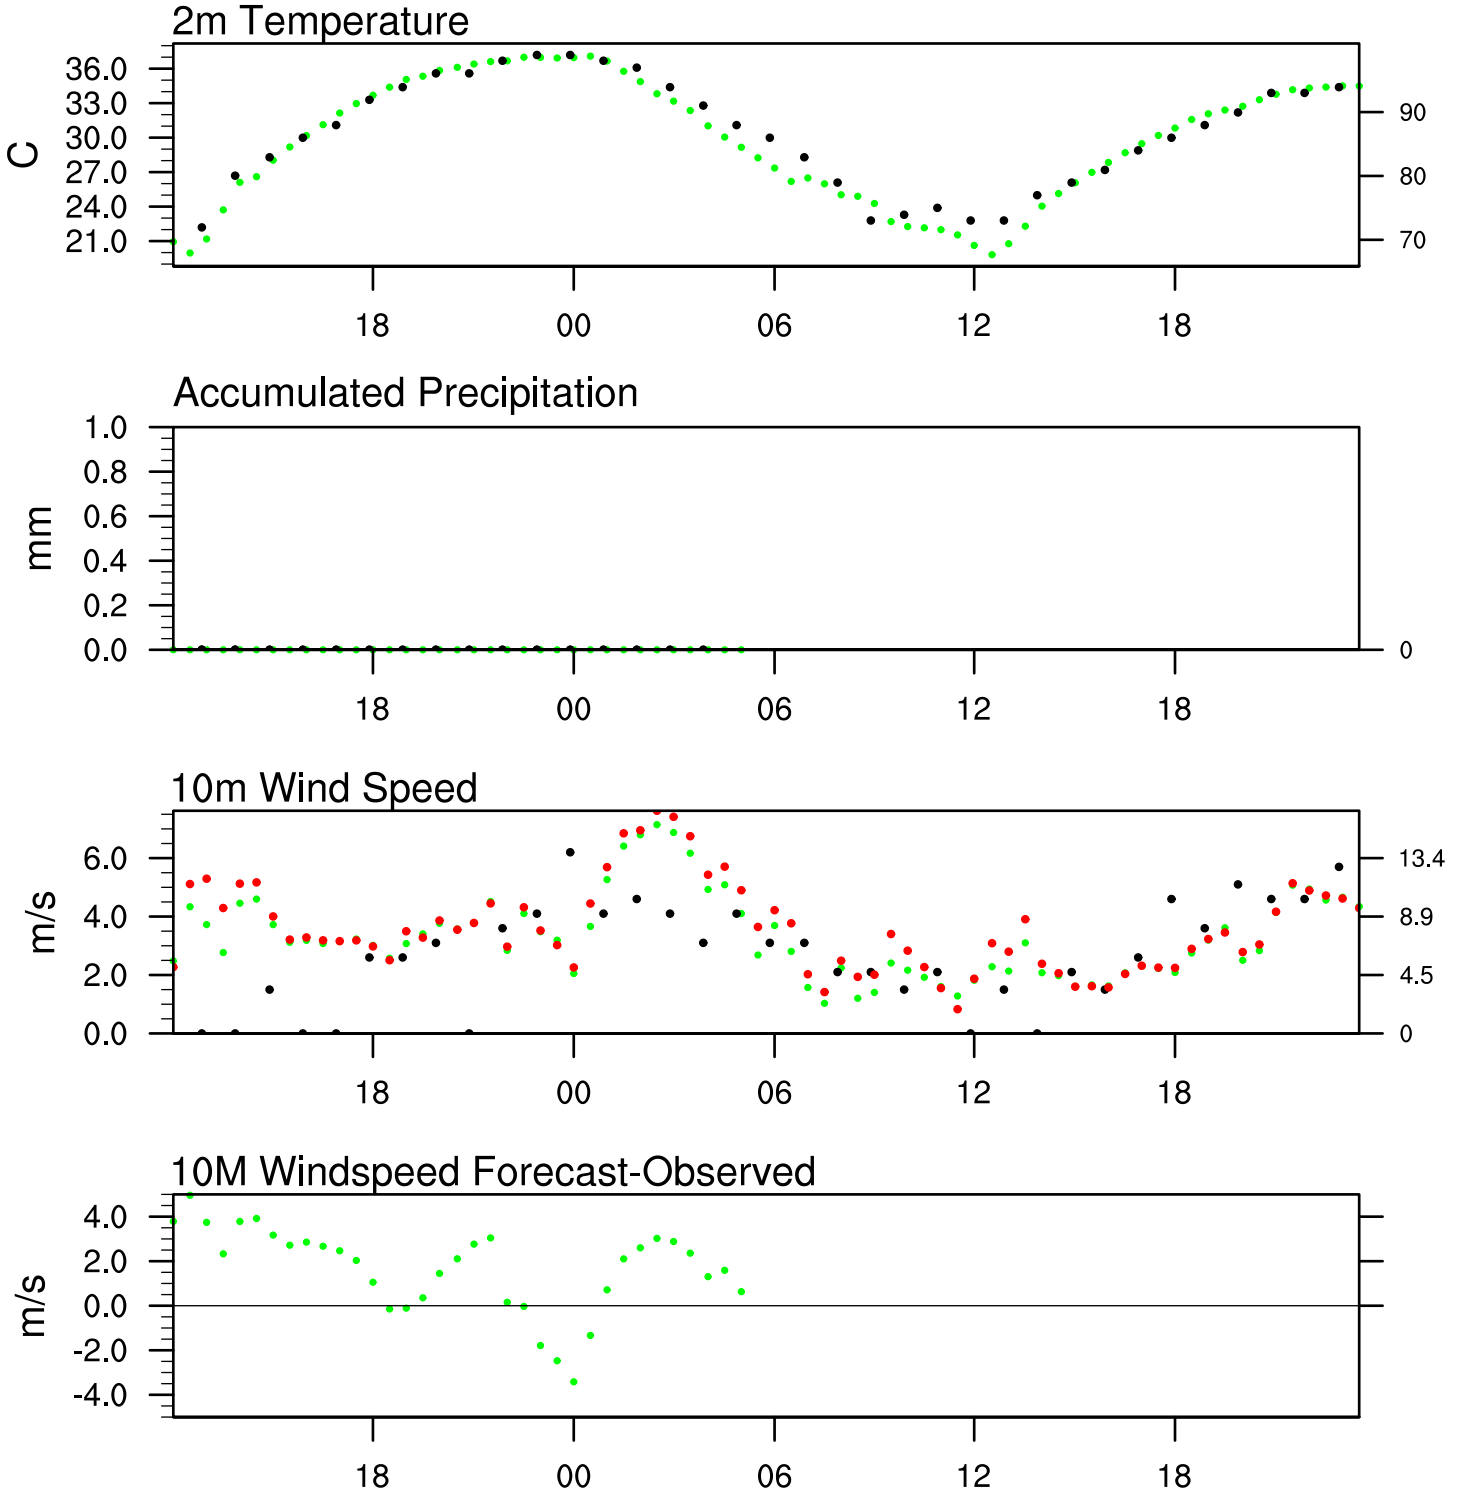 2m Temperature
36.0
33.0
90
30.0
C
27.0
80
24.0
21.0
70
18 00 06 12 18
Accumulated Precipitation
1.0
0.8
0.6
mm
0.4
0.2
0.0
0
18 00 06 12 18
10m Wind Speed
6.0
13.4
4.0
8.9
m/s
2.0
4.5
0.0
0
18 00 06 12 18
10M Windspeed Forecast-Observed
4.0
2.0
0.0
m/s
-2.0
-4.0
18 00 06 12 18